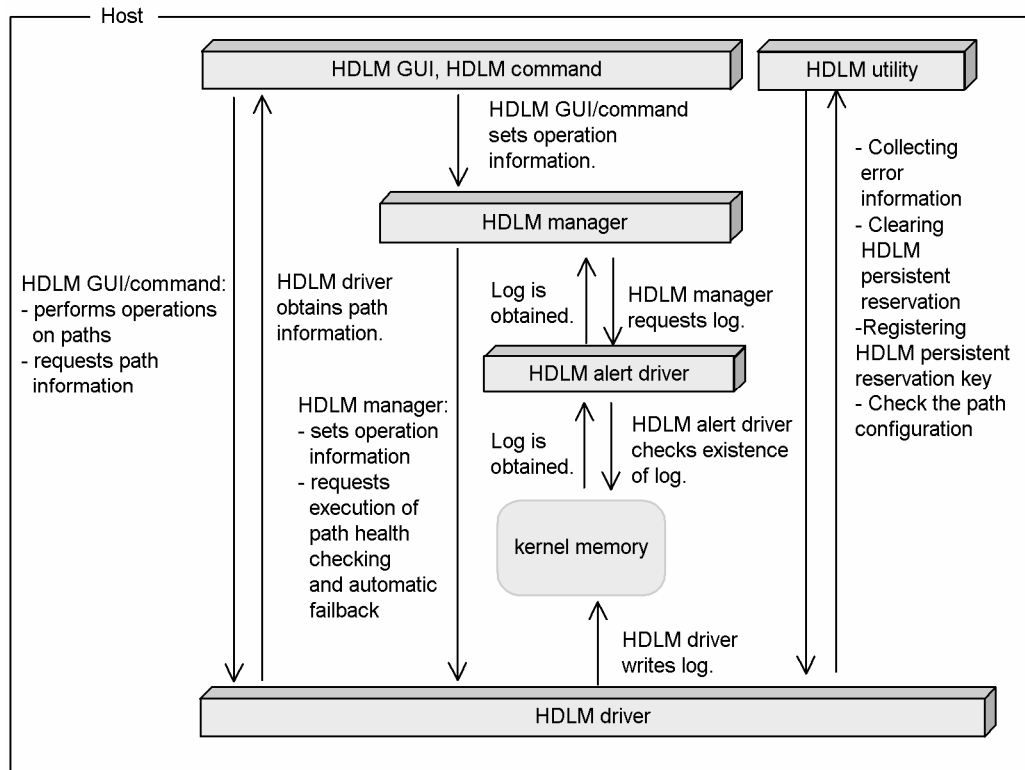 Host
HDLM GUI, HDLM command
HDLM utility
HDLM GUI/command
sets operation
information.
HDLM manager
HDLM GUI/command:
- performs operations
on paths
- requests path
information
HDLM driver
obtains path
information.
Log is
obtained.
HDLM manager
requests log.
HDLM alert driver
HDLM manager:
- sets operation
information
- requests
execution of
path health
checking
and automatic
failback
Log is
obtained.
HDLM alert driver
checks existence
of log.
kernel memory
HDLM driver
writes log.
- Collecting
error
information
- Clearing
HDLM
persistent
reservation
-Registering
HDLM persistent
reservation key
- Check the path
configuration
HDLM driver